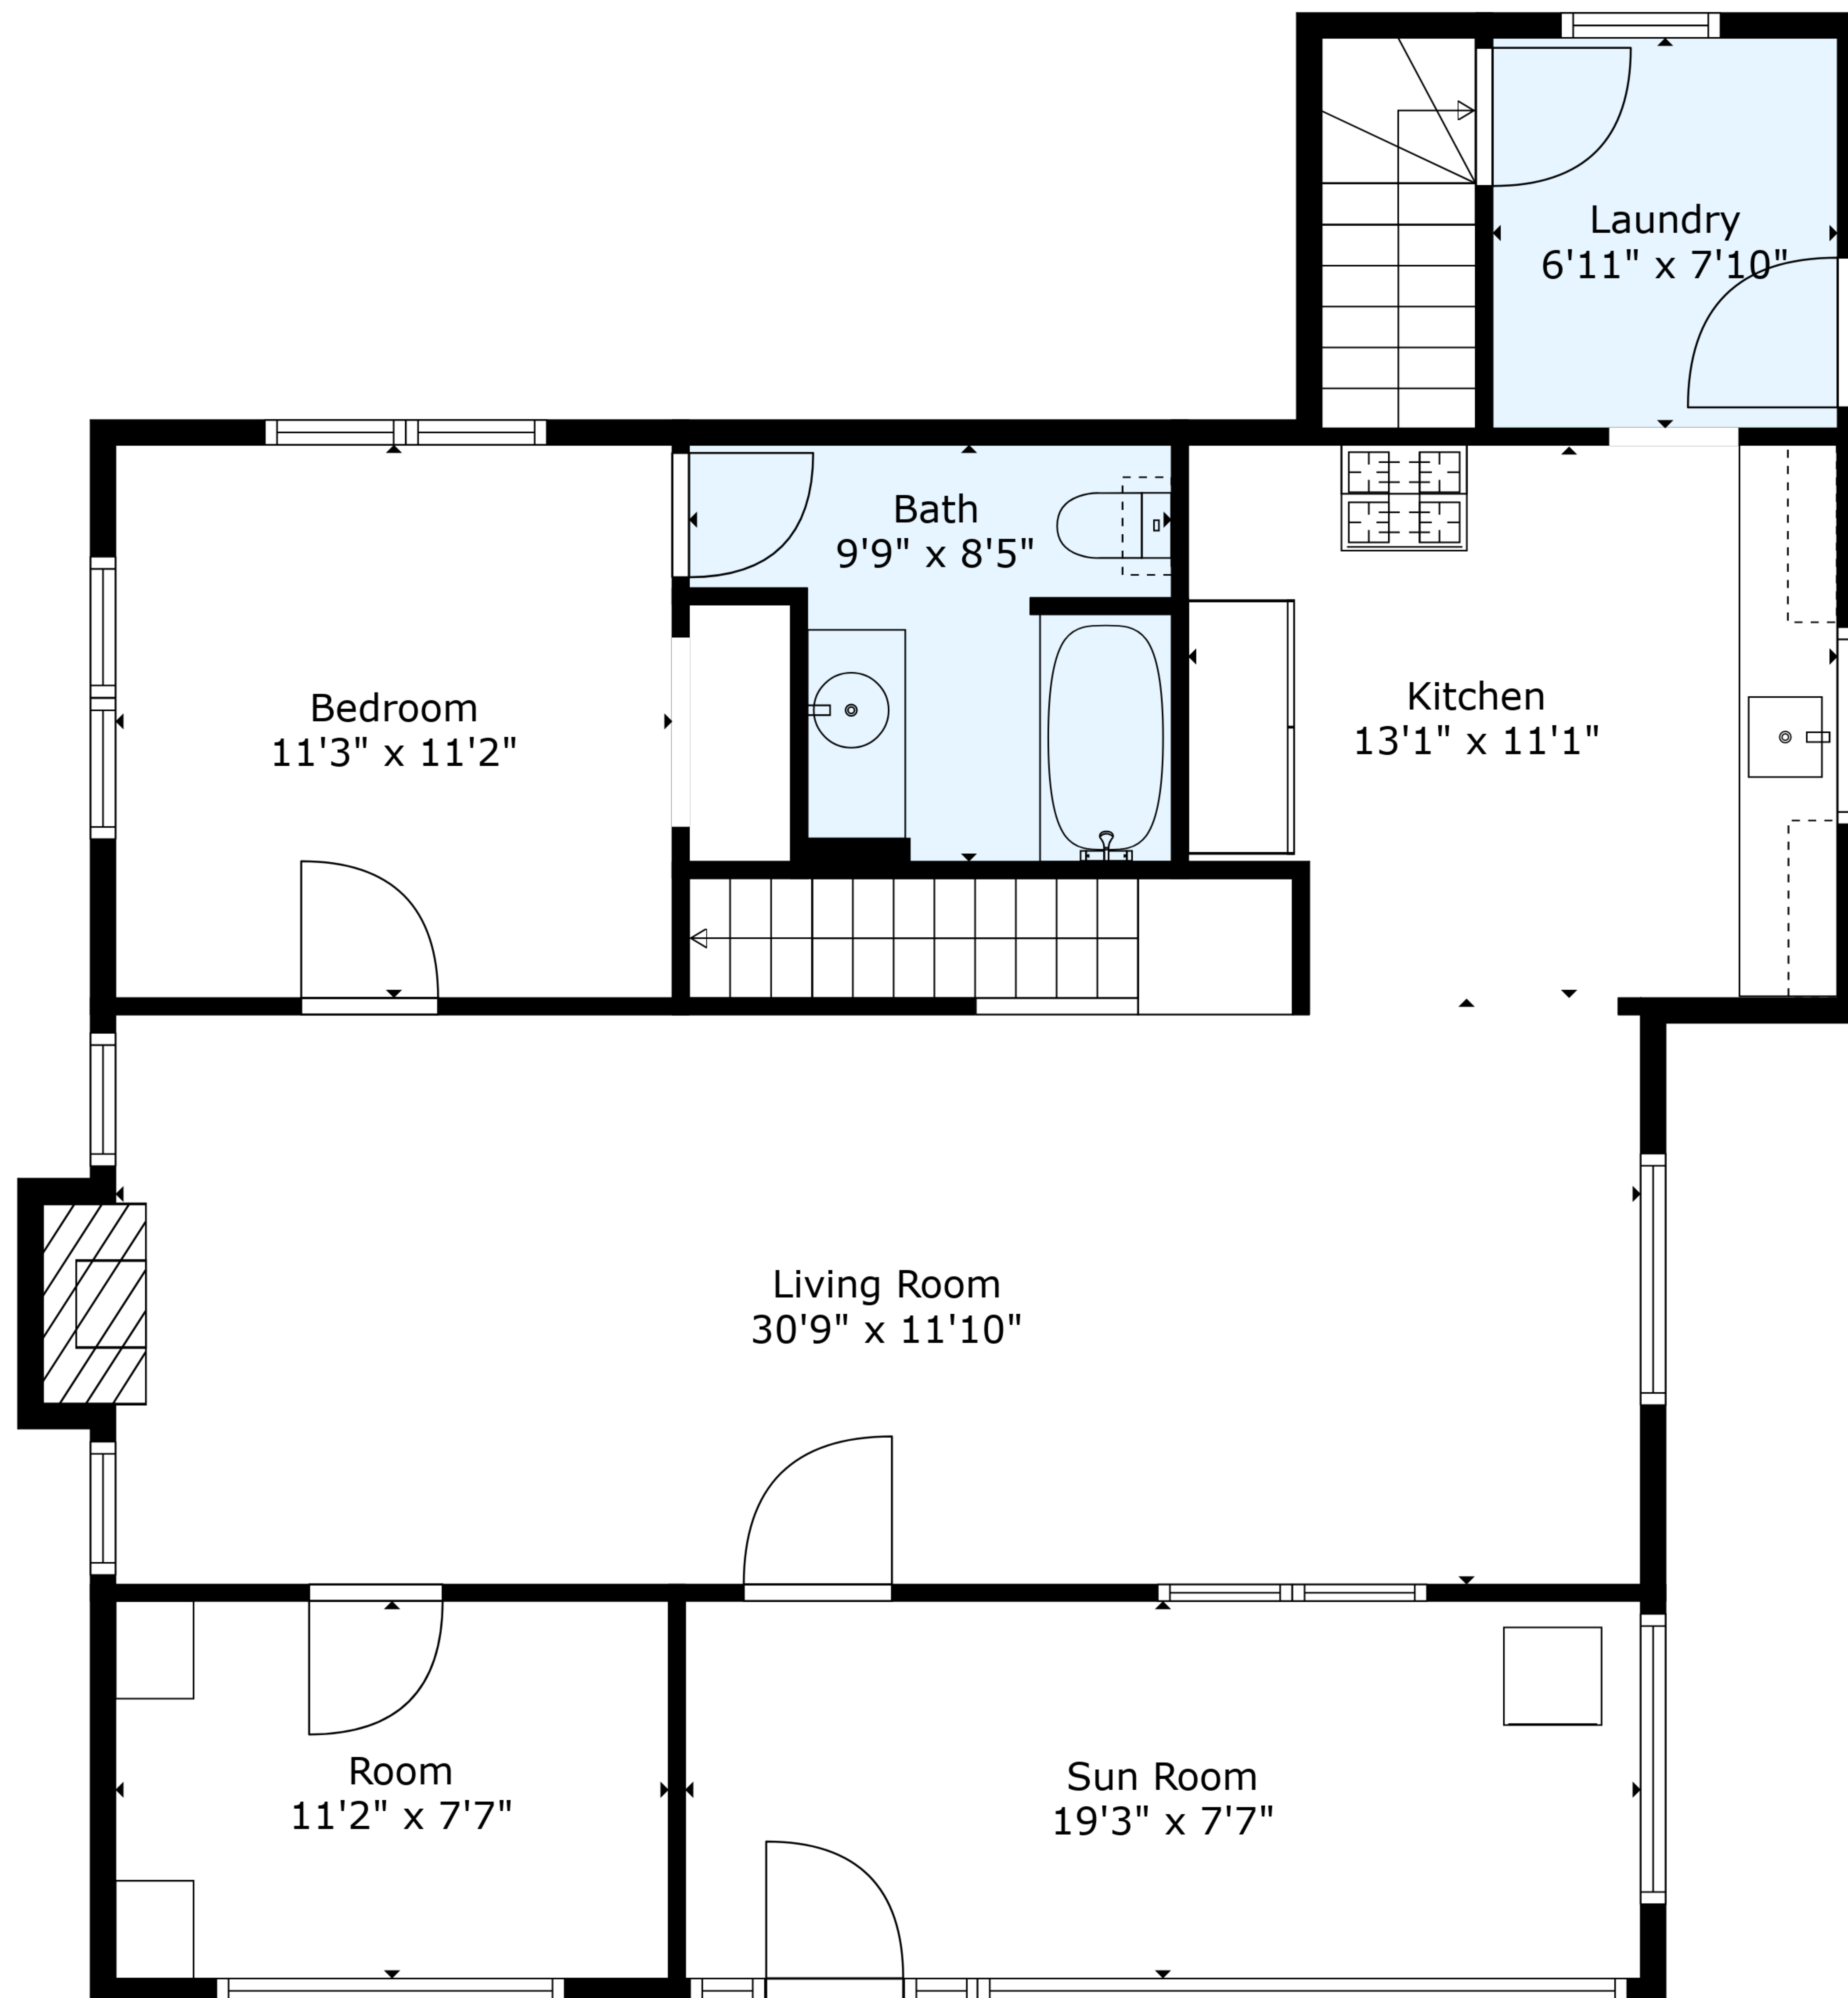 Laundry
6'11" x 7'10"
Bath
9'9" x 8'5"
Bedroom
11'3" x 11'2"
Kitchen
13'1" x 11'1"
Living Room
30'9" x 11'10"
Room
11'2" x 7'7"
Sun Room
19'3" x 7'7"